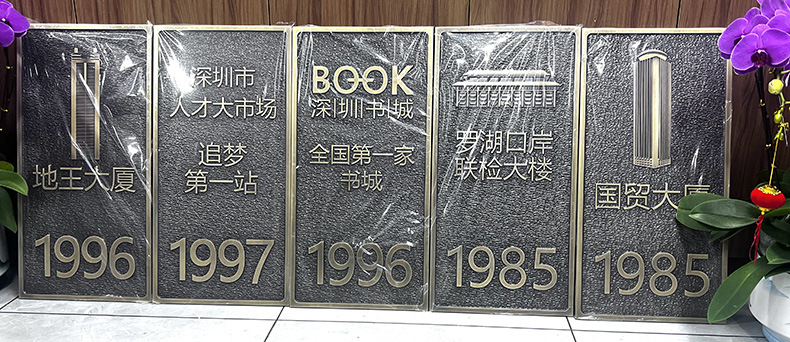 地王大厦
1996
深圳市
人才大市场
追梦
第一站
1997
BOOK
深圳书城
全国第一家
书城
1996
罗湖口岸
联检大楼
1985
国贸大厦
1985